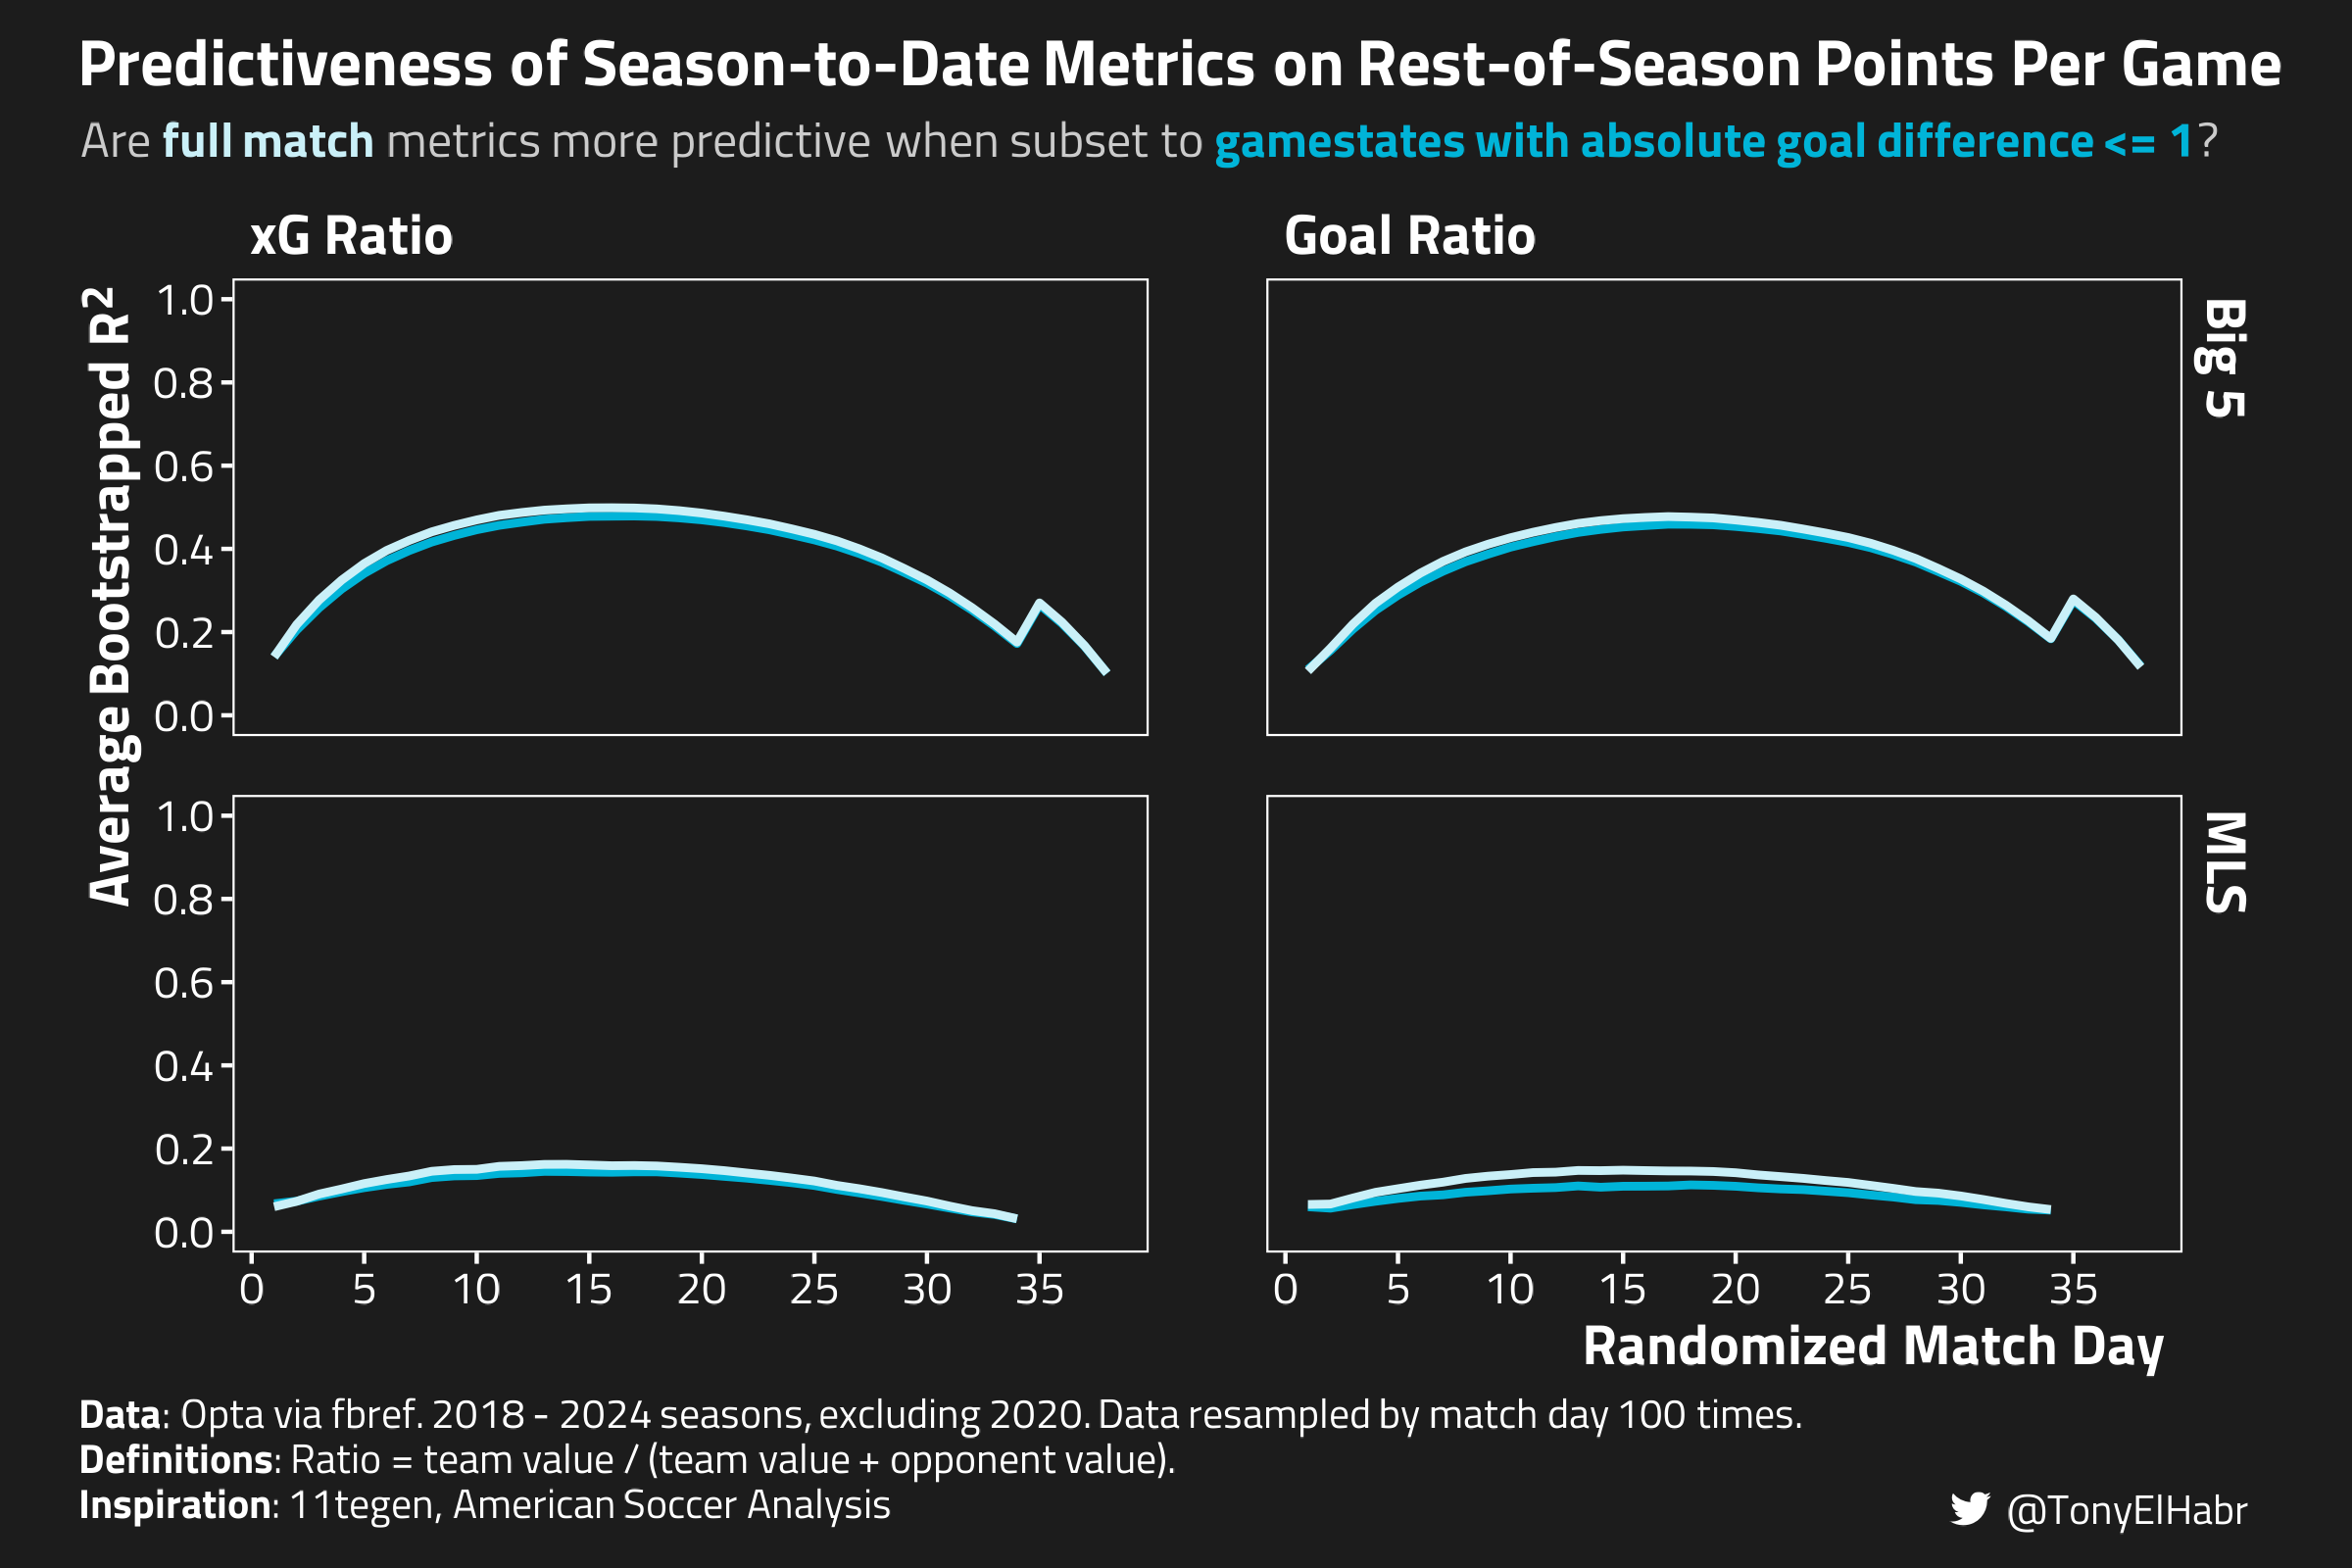 Predictiveness of Season-to-Date Metrics on Rest-of-Season Points Per Game
Are full match metrics more predictive when subset to gamestates with absolute goal difference <= 1?
xG Ratio
Goal Ratio
Average Bootstrapped R²
1.0
0.8
0.6
0.4
0.2
0.0
Big 5
1.0
0.8
0.6
0.4
0.2
0.0
MLS
0 5 10 15 20 25 30 35
0 5 10 15 20 25 30 35
Randomized Match Day
Data: Opta via fbref. 2018 - 2024 seasons, excluding 2020. Data resampled by match day 100 times.
Definitions: Ratio = team value / (team value + opponent value).
Inspiration: 11tegen, American Soccer Analysis
@TonyElHabr